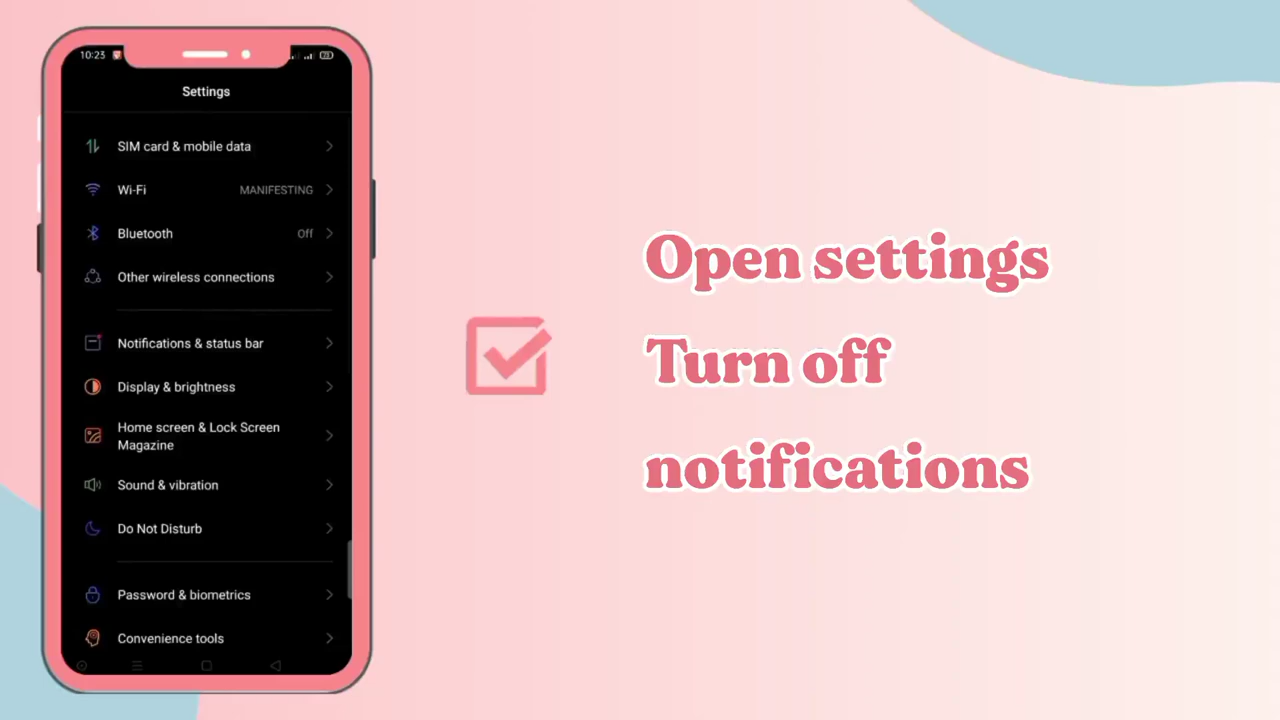 10:23
Settings
SIM card & mobile data
Wi-Fi MANIFESTING
Bluetooth Off
Other wireless connections
Notifications & status bar
Display & brightness
Home screen & Lock Screen
Magazine
Sound & vibration
Do Not Disturb
Password & biometrics
Convenience tools
Open settings
Turn off
notifications